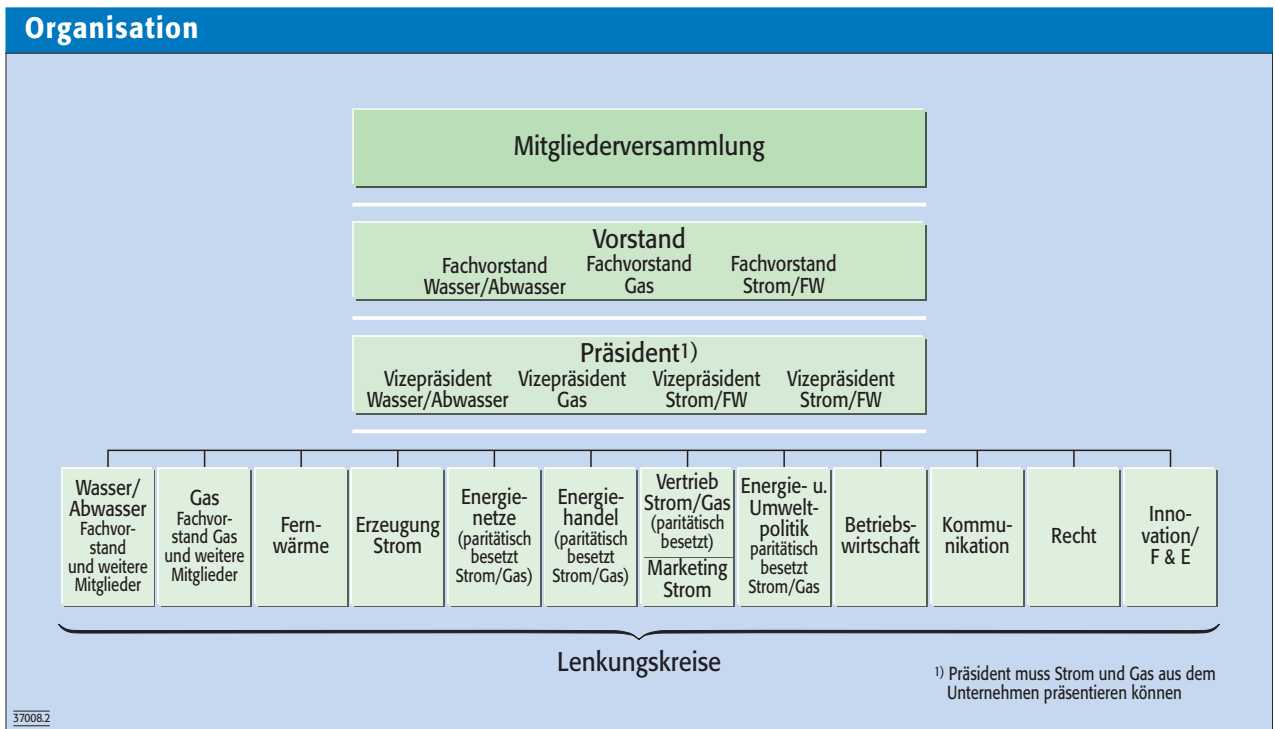 Organisation
Mitgliederversammlung
Vorstand
Fachvorstand
Wasser/Abwasser
Fachvorstand
Gas
Fachvorstand
Strom/FW
Präsident1)
Vizepräsident
Wasser/Abwasser
Vizepräsident
Gas
Vizepräsident
Strom/FW
Vizepräsident
Strom/FW
Wasser/
Abwasser
Fachvor-
stand
und weitere
Mitglieder
Gas
Fachvor-
stand Gas
und weitere
Mitglieder
Fern-
wärme
Erzeugung
Strom
Energie-
netze
(paritätisch
besetzt
Strom/Gas)
Energie-
handel
(paritätisch
besetzt
Strom/Gas)
Vertrieb
Strom/Gas
(paritätisch
besetzt)
Marketing
Strom
Energie- u.
Umwelt-
politik
paritätisch
besetzt
Strom/Gas
Betriebs-
wirtschaft
Kommu-
nikation
Recht
Inno-
vation/
F & E
Lenkungskreise
1) Präsident muss Strom und Gas aus dem
Unternehmen präsentieren können
37008.2